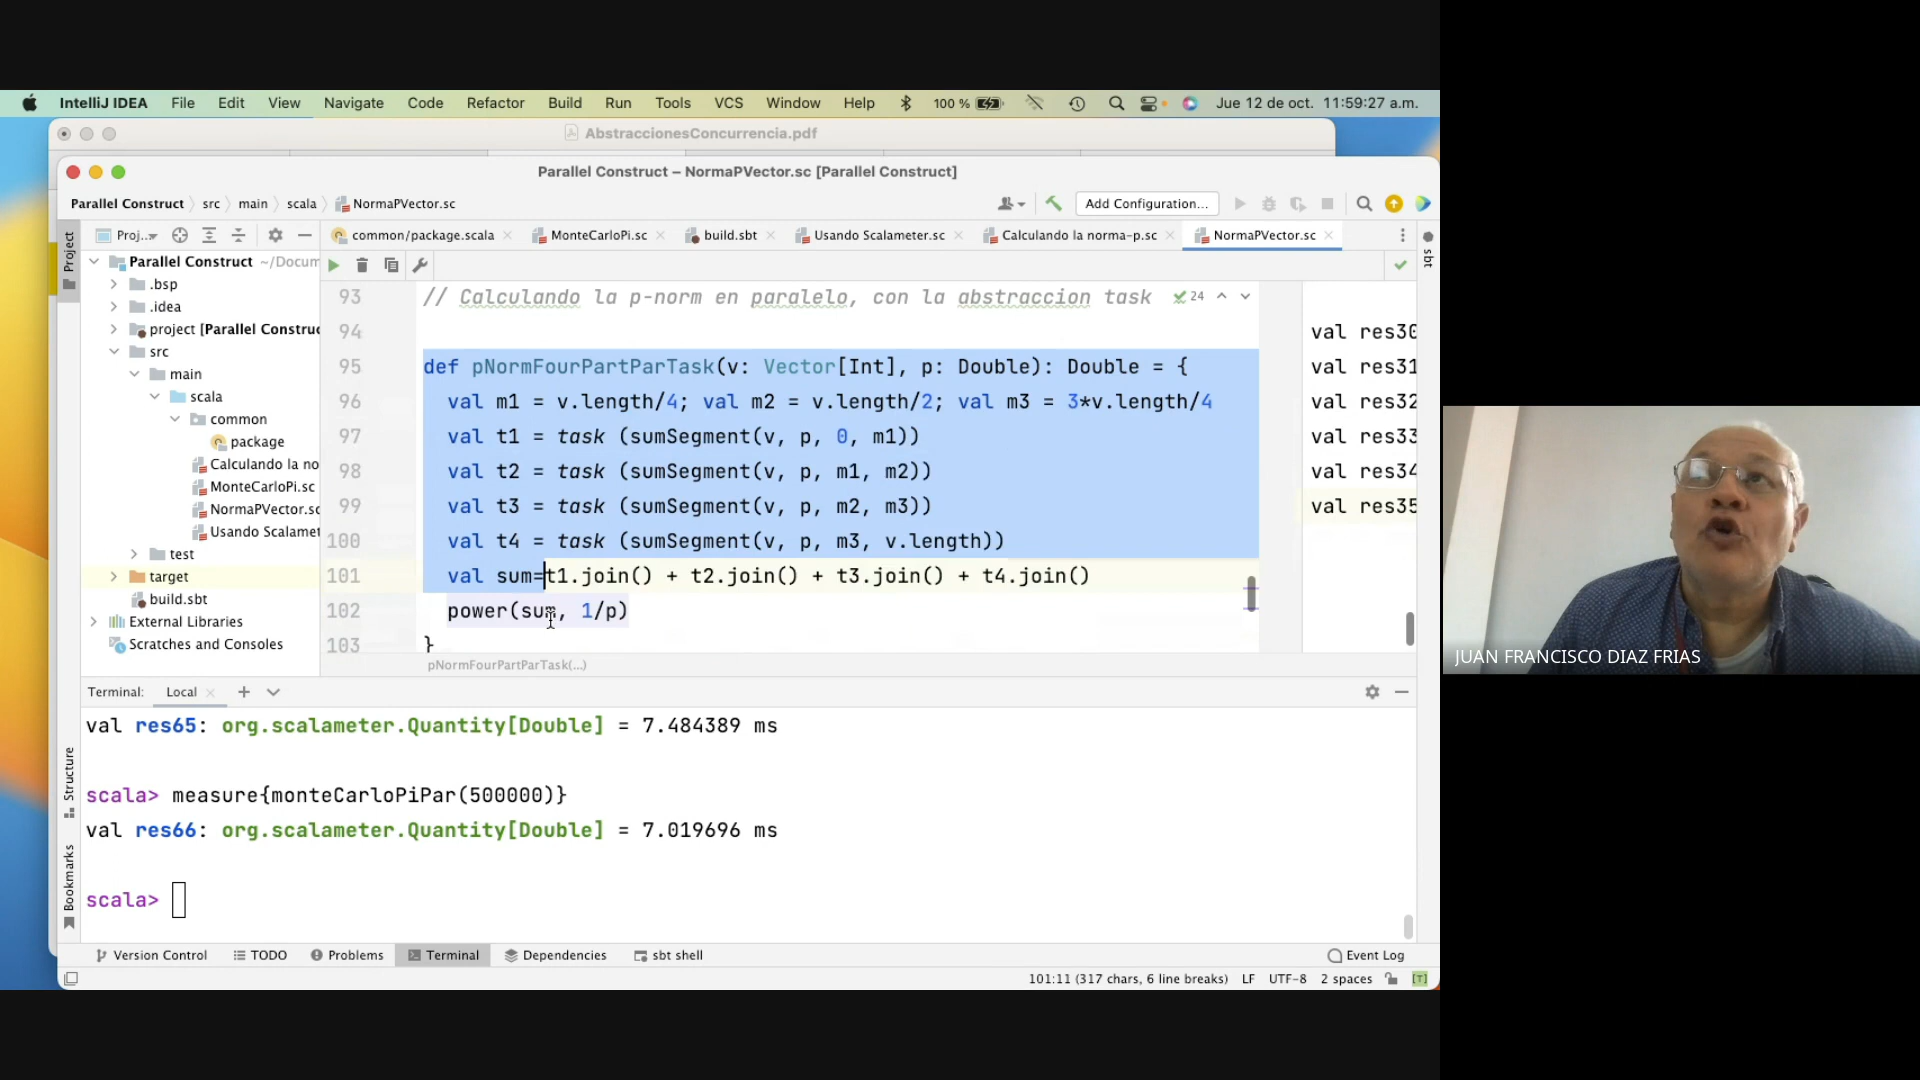 IntelliJ IDEA File Edit View Navigate Code Refactor Build Run Tools VCS Window Help 100 % Jue 12 de oct. 11:59:27 a.m.
AbstraccionesConcurrencia.pdf
Parallel Construct – NormaPVector.sc [Parallel Construct]
Parallel Construct src main scala NormaPVector.sc Add Configuration...
Project
Proj...
common/package.scala MonteCarloPi.sc build.sbt Usando Scalameter.sc Calculando la norma-p.sc NormaPVector.sc
sbt
Parallel Construct ~/Docum
.bsp
.idea
project [Parallel Construc
src
main
scala
common
package
Calculando la no
MonteCarloPi.sc
NormaPVector.sc
Usando Scalamet
test
target
build.sbt
External Libraries
Scratches and Consoles
93 // Calculando la p-norm en paralelo, con la abstraccion task 24
94
95 def pNormFourPartParTask(v: Vector[Int], p: Double): Double = {
96 val m1 = v.length/4; val m2 = v.length/2; val m3 = 3*v.length/4
97 val t1 = task (sumSegment(v, p, 0, m1))
98 val t2 = task (sumSegment(v, p, m1, m2))
99 val t3 = task (sumSegment(v, p, m2, m3))
100 val t4 = task (sumSegment(v, p, m3, v.length))
101 val sum=t1.join() + t2.join() + t3.join() + t4.join()
102 power(sum, 1/p)
103 }
pNormFourPartParTask(...)
val res30
val res31
val res32
val res33
val res34
val res35
JUAN FRANCISCO DIAZ FRIAS
Terminal: Local
val res65: org.scalameter.Quantity[Double] = 7.484389 ms
scala> measure{monteCarloPiPar(500000)}
val res66: org.scalameter.Quantity[Double] = 7.019696 ms
scala>
Structure
Bookmarks
Version Control TODO Problems Terminal Dependencies sbt shell Event Log
101:11 (317 chars, 6 line breaks) LF UTF-8 2 spaces [T]